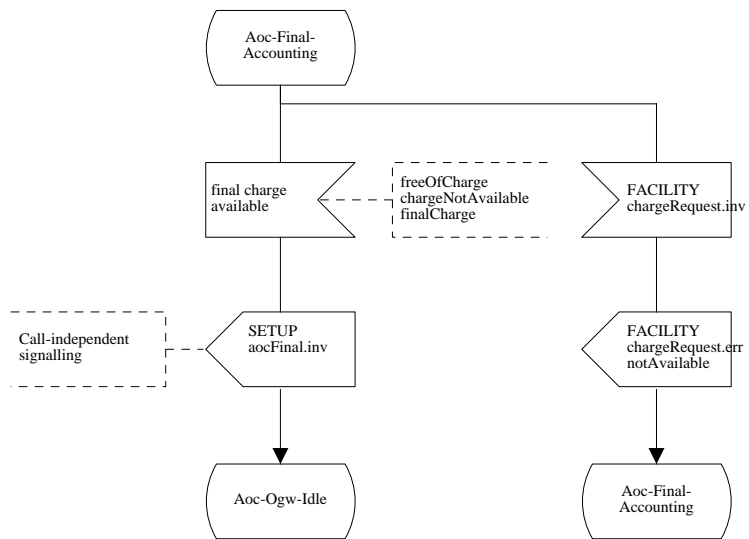 Aoc-Final-
Accounting
final charge
available
freeOfCharge
chargeNotAvailable
finalCharge
FACILITY
chargeRequest.inv
Call-independent
signalling
SETUP
aocFinal.inv
FACILITY
chargeRequest.err
notAvailable
Aoc-Ogw-Idle
Aoc-Final-
Accounting